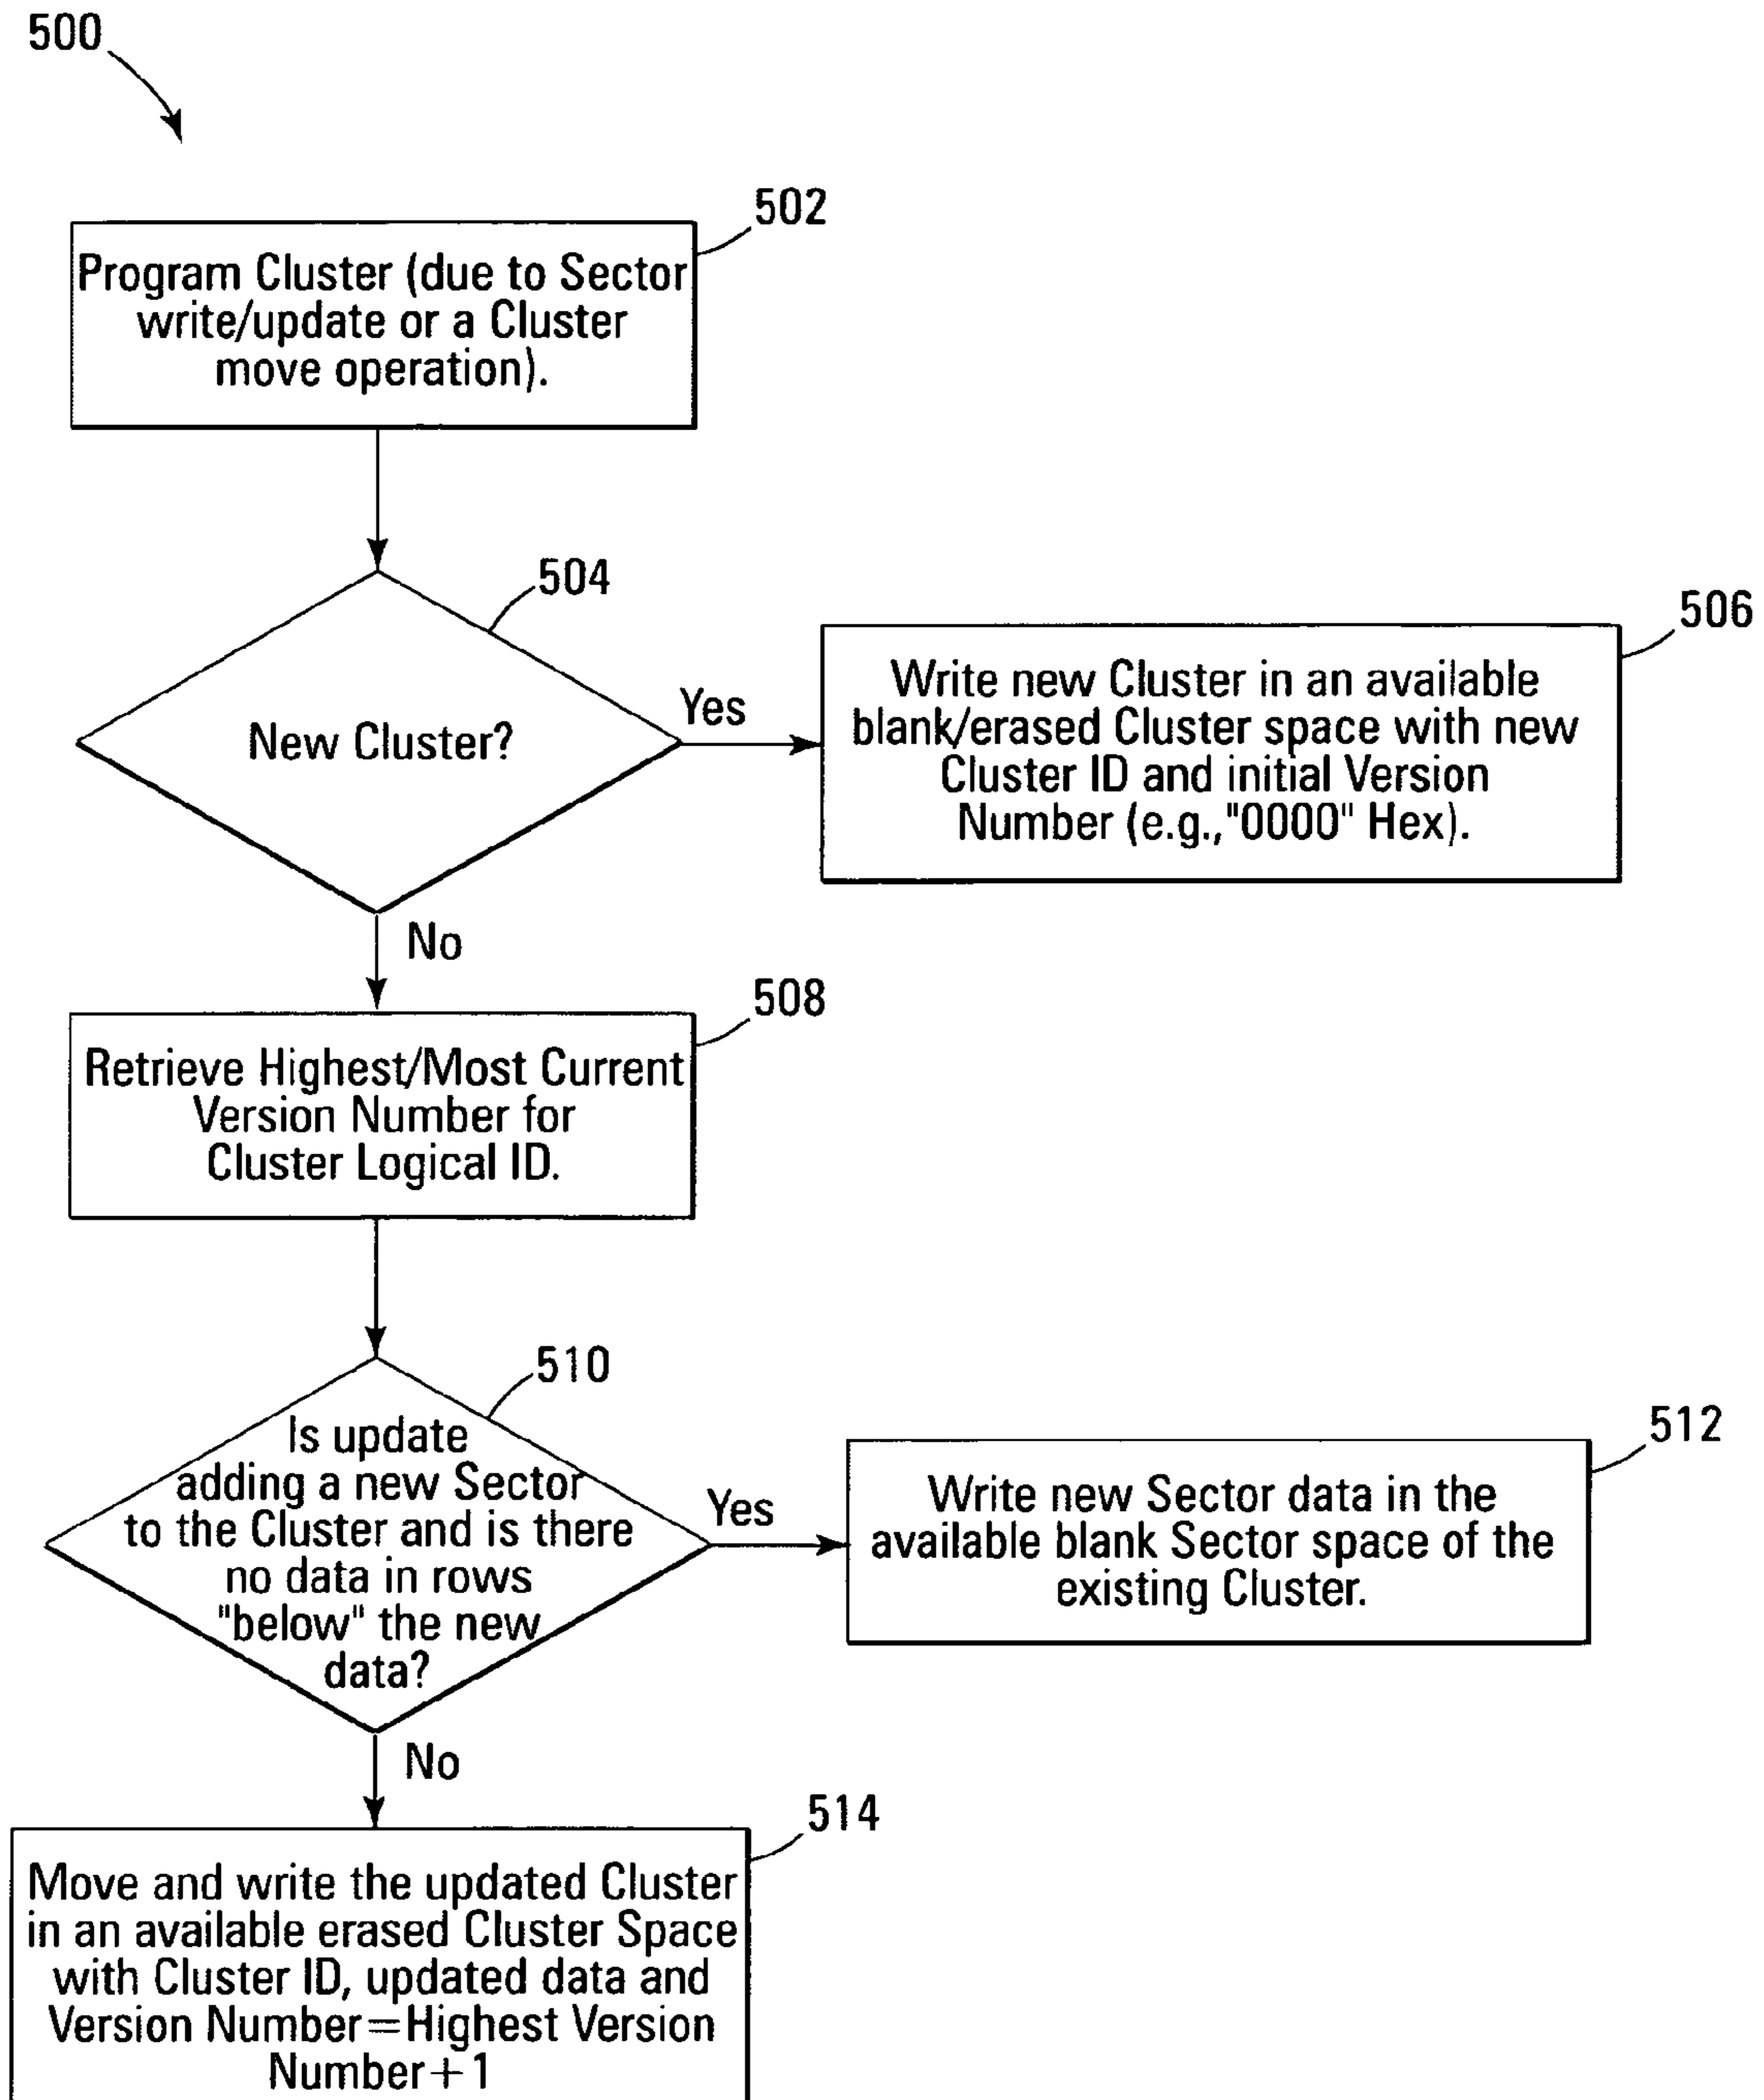 500
502
Program Cluster (due to Sector
write/update or a Cluster
move operation).
504
New Cluster?
Yes
506
Write new Cluster in an available
blank/erased Cluster space with new
Cluster ID and initial Version
Number (e.g.,"0000" Hex).
No
508
Retrieve Highest/Most Current
Version Number for
Cluster Logical ID.
510
Is update
adding a new Sector
to the Cluster and is there
no data in rows
"below" the new
data?
Yes
512
Write new Sector data in the
available blank Sector space of the
existing Cluster.
No
514
Move and write the updated Cluster
in an available erased Cluster Space
with Cluster ID, updated data and
Version Number=Highest Version
Number+1